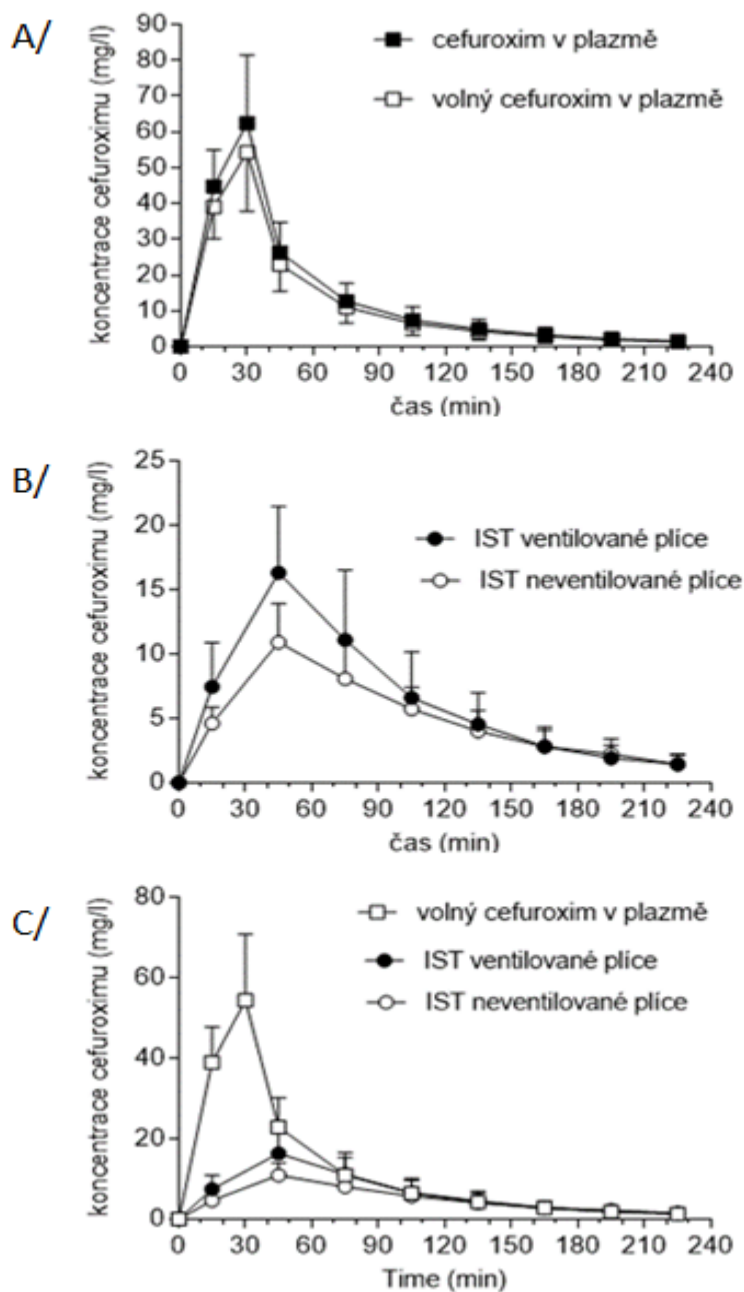 A/
koncentrace cefuroximu (mg/l)
90
80
70
60
50
40
30
20
10
0
cefuroxim v plazmě
volný cefuroxim v plazmě
0 30 60 90 120 150 180 210 240
čas (min)
B/
koncentrace cefuroximu (mg/l)
25
20
15
10
5
0
IST ventilované plíce
IST neventilované plíce
0 30 60 90 120 150 180 210 240
čas (min)
C/
koncentrace cefuroximu (mg/l)
80
60
40
20
0
volný cefuroxim v plazmě
IST ventilované plíce
IST neventilované plíce
0 30 60 90 120 150 180 210 240
Time (min)